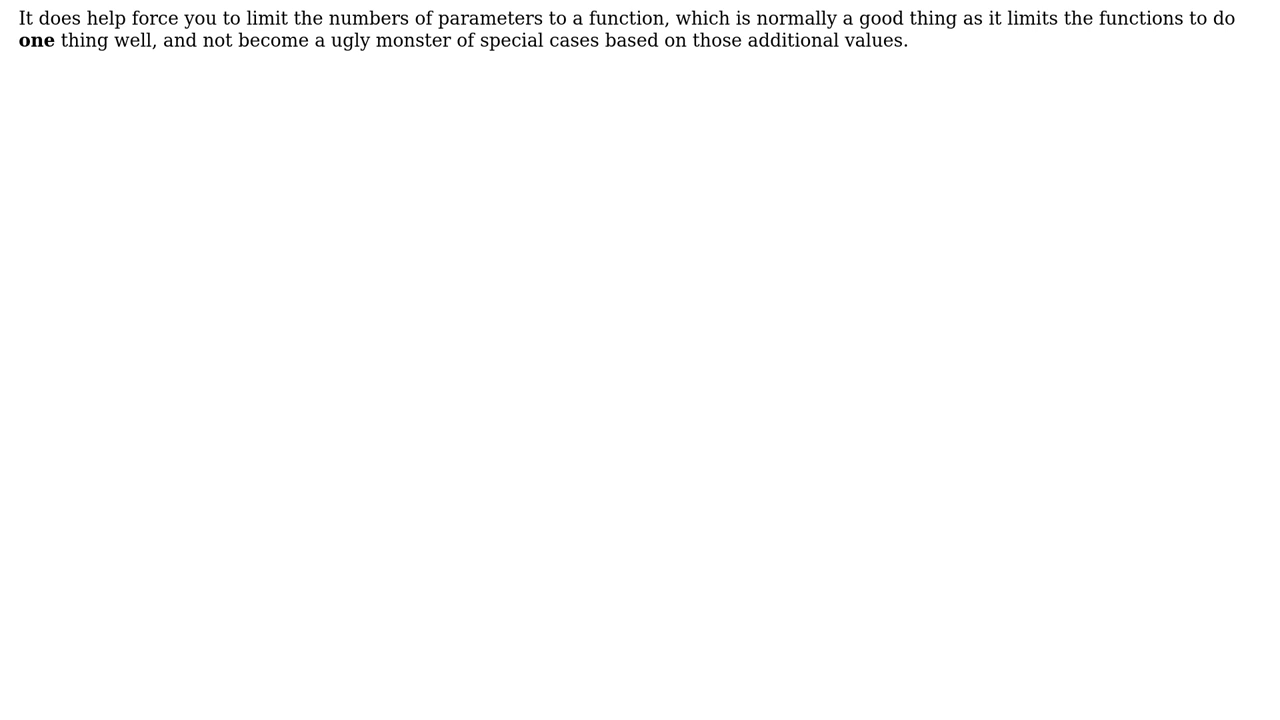 It does help force you to limit the numbers of parameters to a function, which is normally a good thing as it limits the functions to do
one thing well, and not become a ugly monster of special cases based on those additional values.